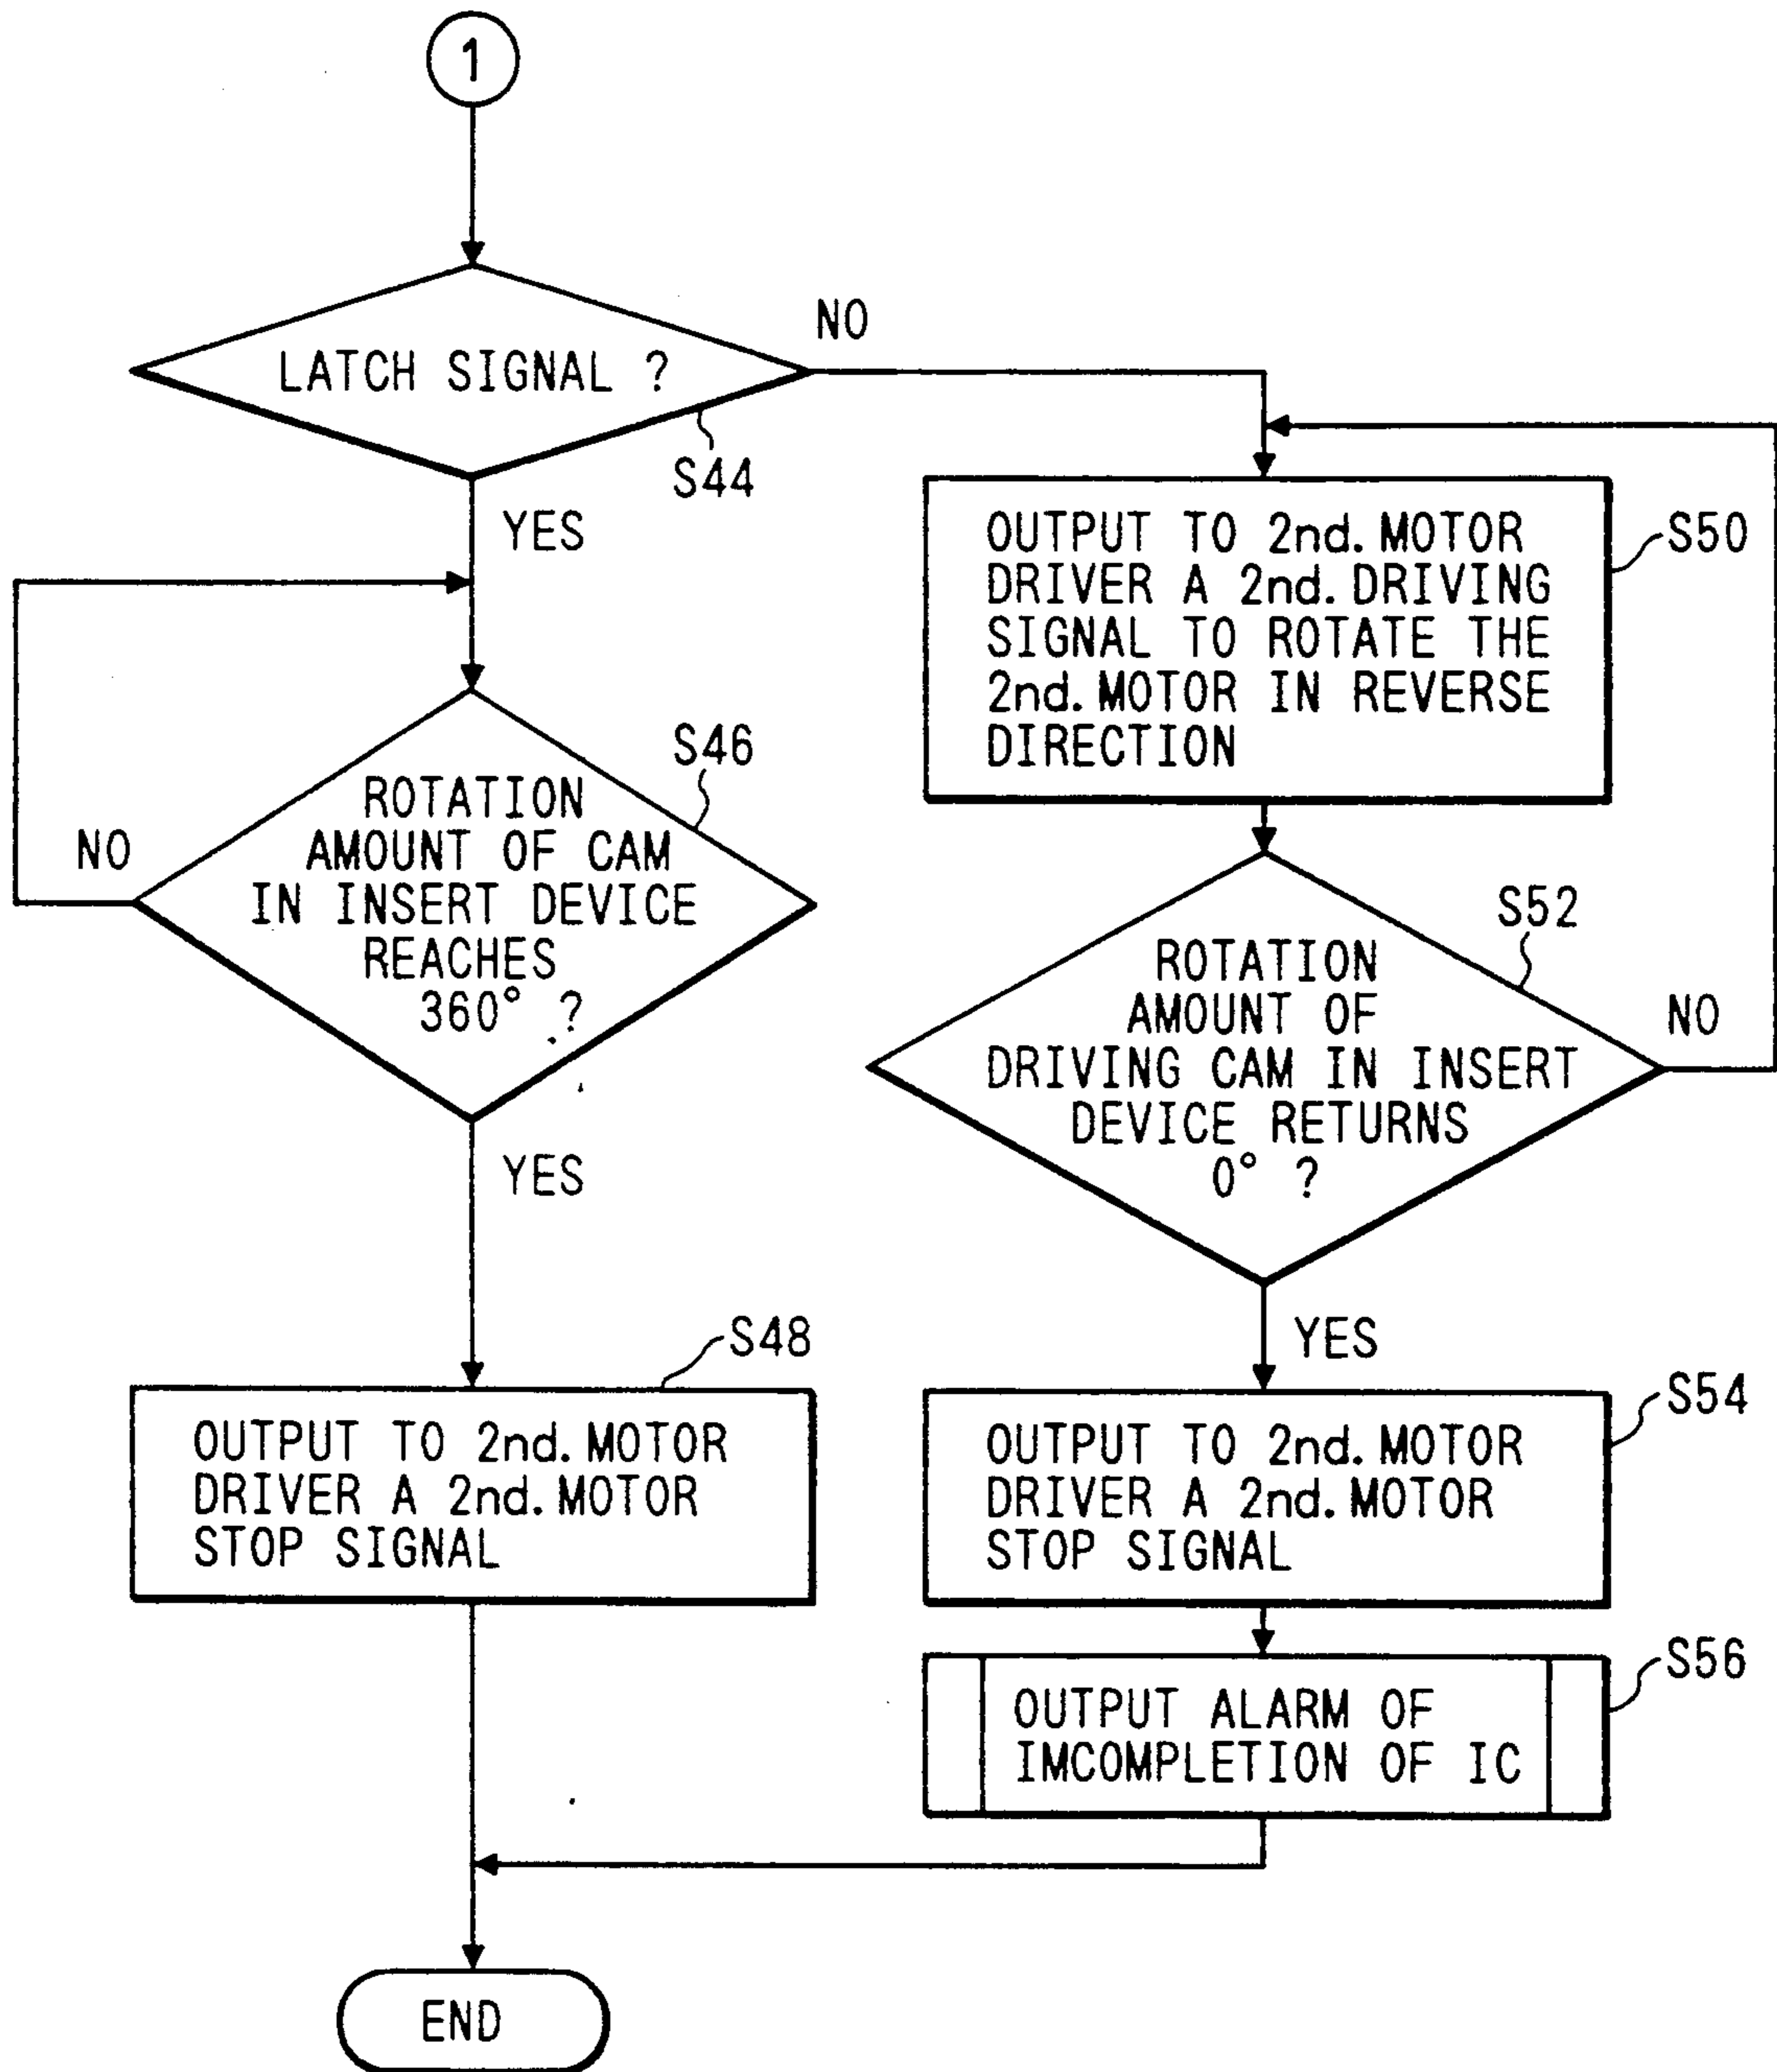 1
LATCH SIGNAL ?
NO
S44
YES
ROTATION
AMOUNT OF CAM
IN INSERT DEVICE
REACHES
360° ?
S46
NO
YES
OUTPUT TO 2nd. MOTOR
DRIVER A 2nd. MOTOR
STOP SIGNAL
S48
OUTPUT TO 2nd. MOTOR
DRIVER A 2nd. DRIVING
SIGNAL TO ROTATE THE
2nd. MOTOR IN REVERSE
DIRECTION
S50
ROTATION
AMOUNT OF
DRIVING CAM IN INSERT
DEVICE RETURNS
0° ?
S52
NO
YES
OUTPUT TO 2nd. MOTOR
DRIVER A 2nd. MOTOR
STOP SIGNAL
S54
OUTPUT ALARM OF
IMCOMPLETION OF IC
S56
END